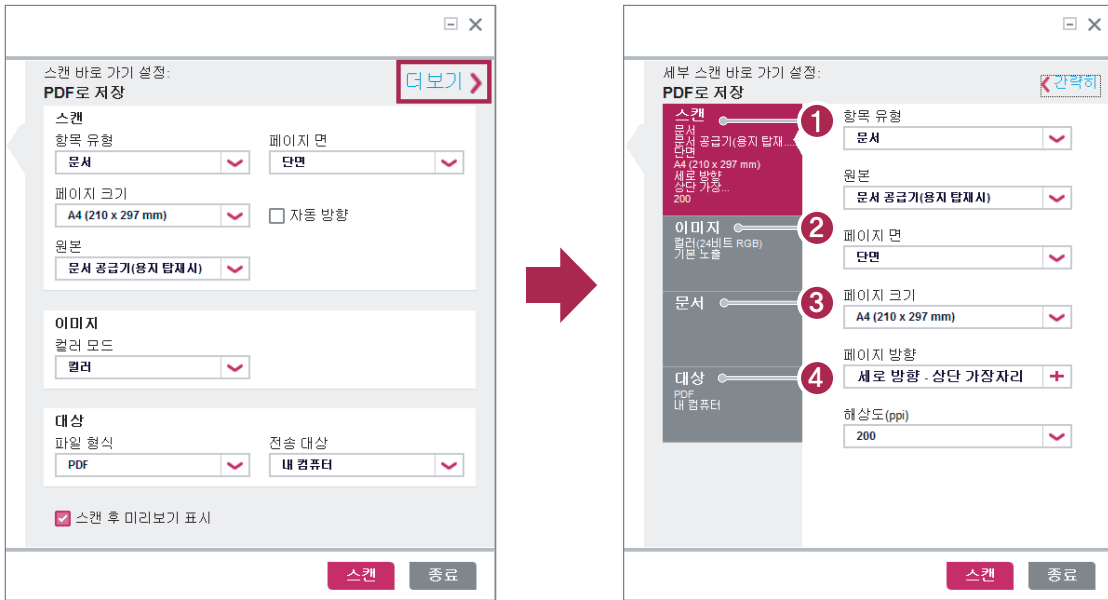 스캔 바로 가기 설정:
PDF로 저장
더보기
스캔
항목 유형
페이지 면
문서
단면
페이지 크기
A4 (210 x 297 mm)
자동 방향
원본
문서 공급기(용지 탑재시)
이미지
컬러 모드
컬러
대상
파일 형식
전송 대상
PDF
내 컴퓨터
스캔 후 미리보기 표시
스캔
종료
세부 스캔 바로 가기 설정:
PDF로 저장
간략히
스캔
문서
문서 공급기(용지 탑재...
단면
A4 (210 x 297 mm)
세로 방향
상단 가장...
200
1
이미지
컬러(24비트 RGB)
기본 노출
2
문서
3
대상
PDF
내 컴퓨터
4
항목 유형
문서
원본
문서 공급기(용지 탑재시)
페이지 면
단면
페이지 크기
A4 (210 x 297 mm)
페이지 방향
세로 방향 - 상단 가장자리
해상도(ppi)
200
스캔
종료